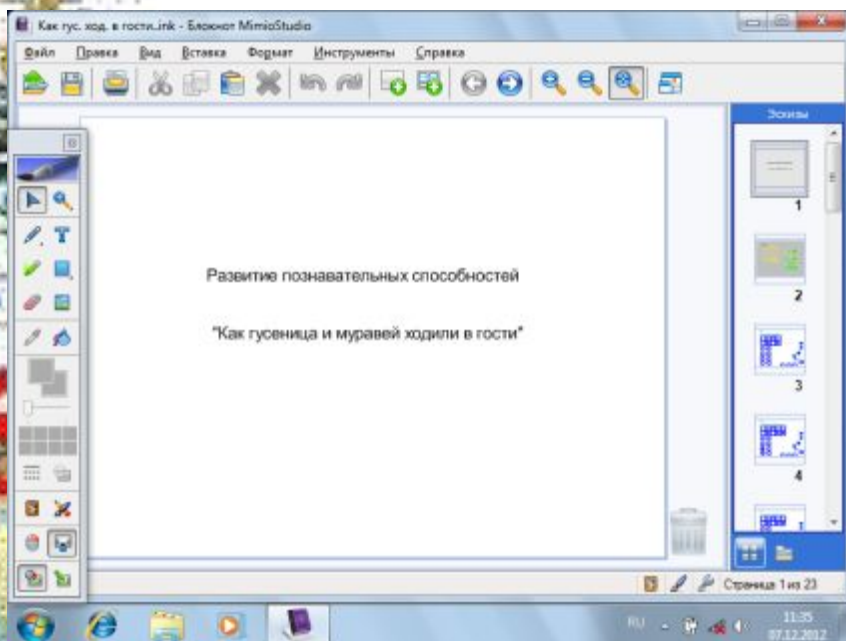 Как гус. ход. в гости.ink - Блокнот MimioStudio
Файл Правка Вид Вставка Формат Инструменты Справка
Эскизы
1
2
3
4
Развитие познавательных способностей
"Как гусеница и муравей ходили в гости"
Страница 1 из 23
RU
11:35
07.12.2012